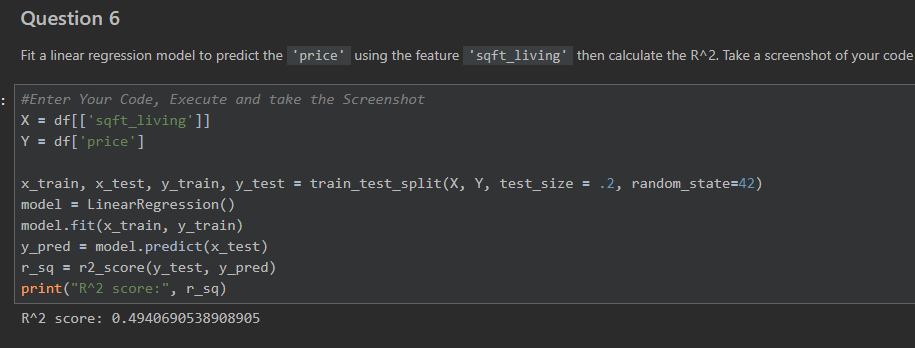 Question 6
Fit a linear regression model to predict the 'price' using the feature 'sqft_living' then calculate the R^2. Take a screenshot of your code
:
#Enter Your Code, Execute and take the Screenshot
X = df[['sqft_living']]
Y = df['price']
x_train, x_test, y_train, y_test = train_test_split(X, Y, test_size = .2, random_state=42)
model = LinearRegression()
model.fit(x_train, y_train)
y_pred = model.predict(x_test)
r_sq = r2_score(y_test, y_pred)
print("R^2 score:", r_sq)
R^2 score: 0.4940690538908905